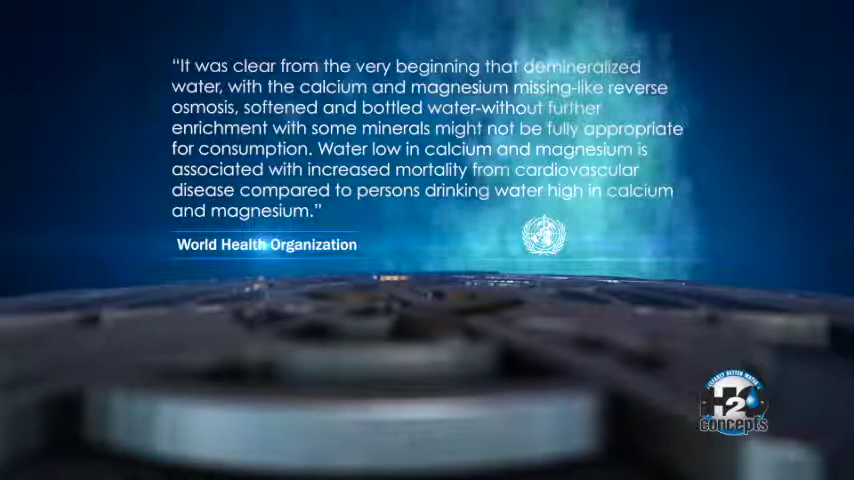 “It was clear from the very beginning that demineralized
water, with the calcium and magnesium missing-like reverse
osmosis, softened and bottled water-without further
enrichment with some minerals might not be fully appropriate
for consumption. Water low in calcium and magnesium is
associated with increased mortality from cardiovascular
disease compared to persons drinking water high in calcium
and magnesium.”
World Health Organization
H2O
concepts